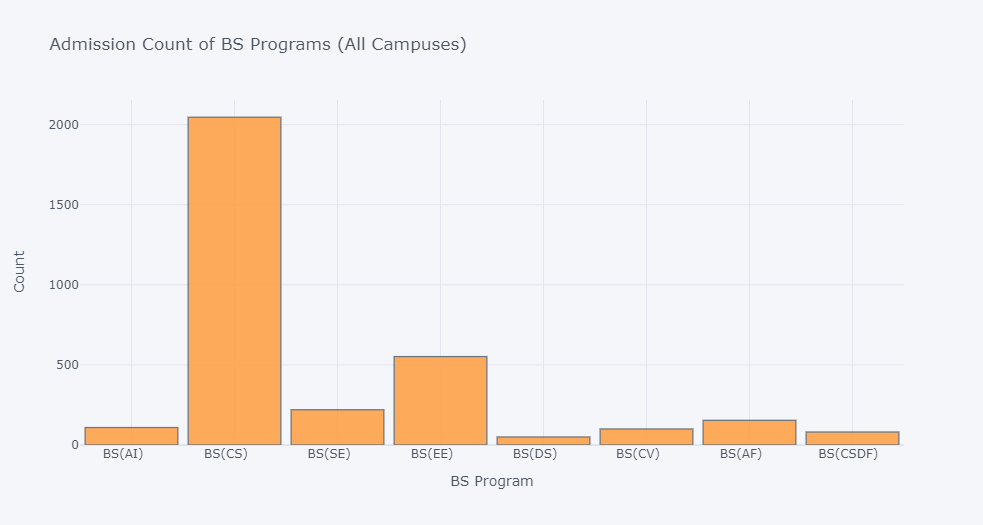 Admission Count of BS Programs (All Campuses)
2000
1500
1000
500
0
Count
BS(AI) BS(CS) BS(SE) BS(EE) BS(DS) BS(CV) BS(AF) BS(CSDF)
BS Program